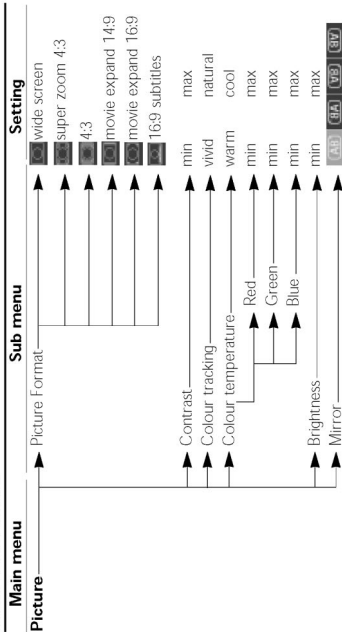 Main menu Sub menu Setting
Picture Picture Format wide screen
super zoom 4:3
4:3
movie expand 14:9
movie expand 16:9
16:9 subtitles
Contrast min max
Colour tracking vivid natural
Colour temperature warm cool
Red min max
Green min max
Blue min max
Brightness min max
Mirror